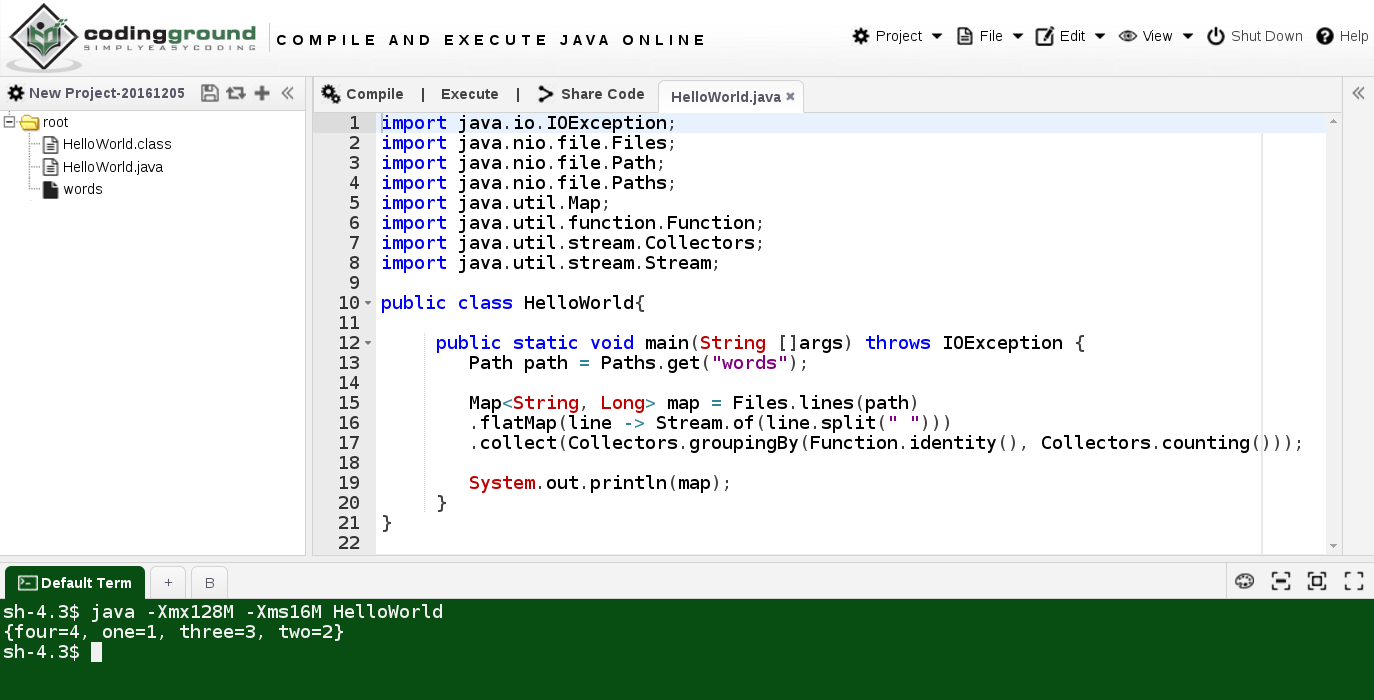 codingground
SIMPLYEASYCODING
COMPILE AND EXECUTE JAVA ONLINE
Project File Edit View Shut Down Help
New Project-20161205
root
HelloWorld.class
HelloWorld.java
words
Compile | Execute | Share Code HelloWorld.java ×
1 import java.io.IOException;
2 import java.nio.file.Files;
3 import java.nio.file.Path;
4 import java.nio.file.Paths;
5 import java.util.Map;
6 import java.util.function.Function;
7 import java.util.stream.Collectors;
8 import java.util.stream.Stream;
9
10 public class HelloWorld{
11
12 public static void main(String []args) throws IOException {
13 Path path = Paths.get("words");
14
15 Map<String, Long> map = Files.lines(path)
16 .flatMap(line -> Stream.of(line.split(" ")))
17 .collect(Collectors.groupingBy(Function.identity(), Collectors.counting()));
18
19 System.out.println(map);
20 }
21 }
22
Default Term + B
sh-4.3$ java -Xmx128M -Xms16M HelloWorld
{four=4, one=1, three=3, two=2}
sh-4.3$